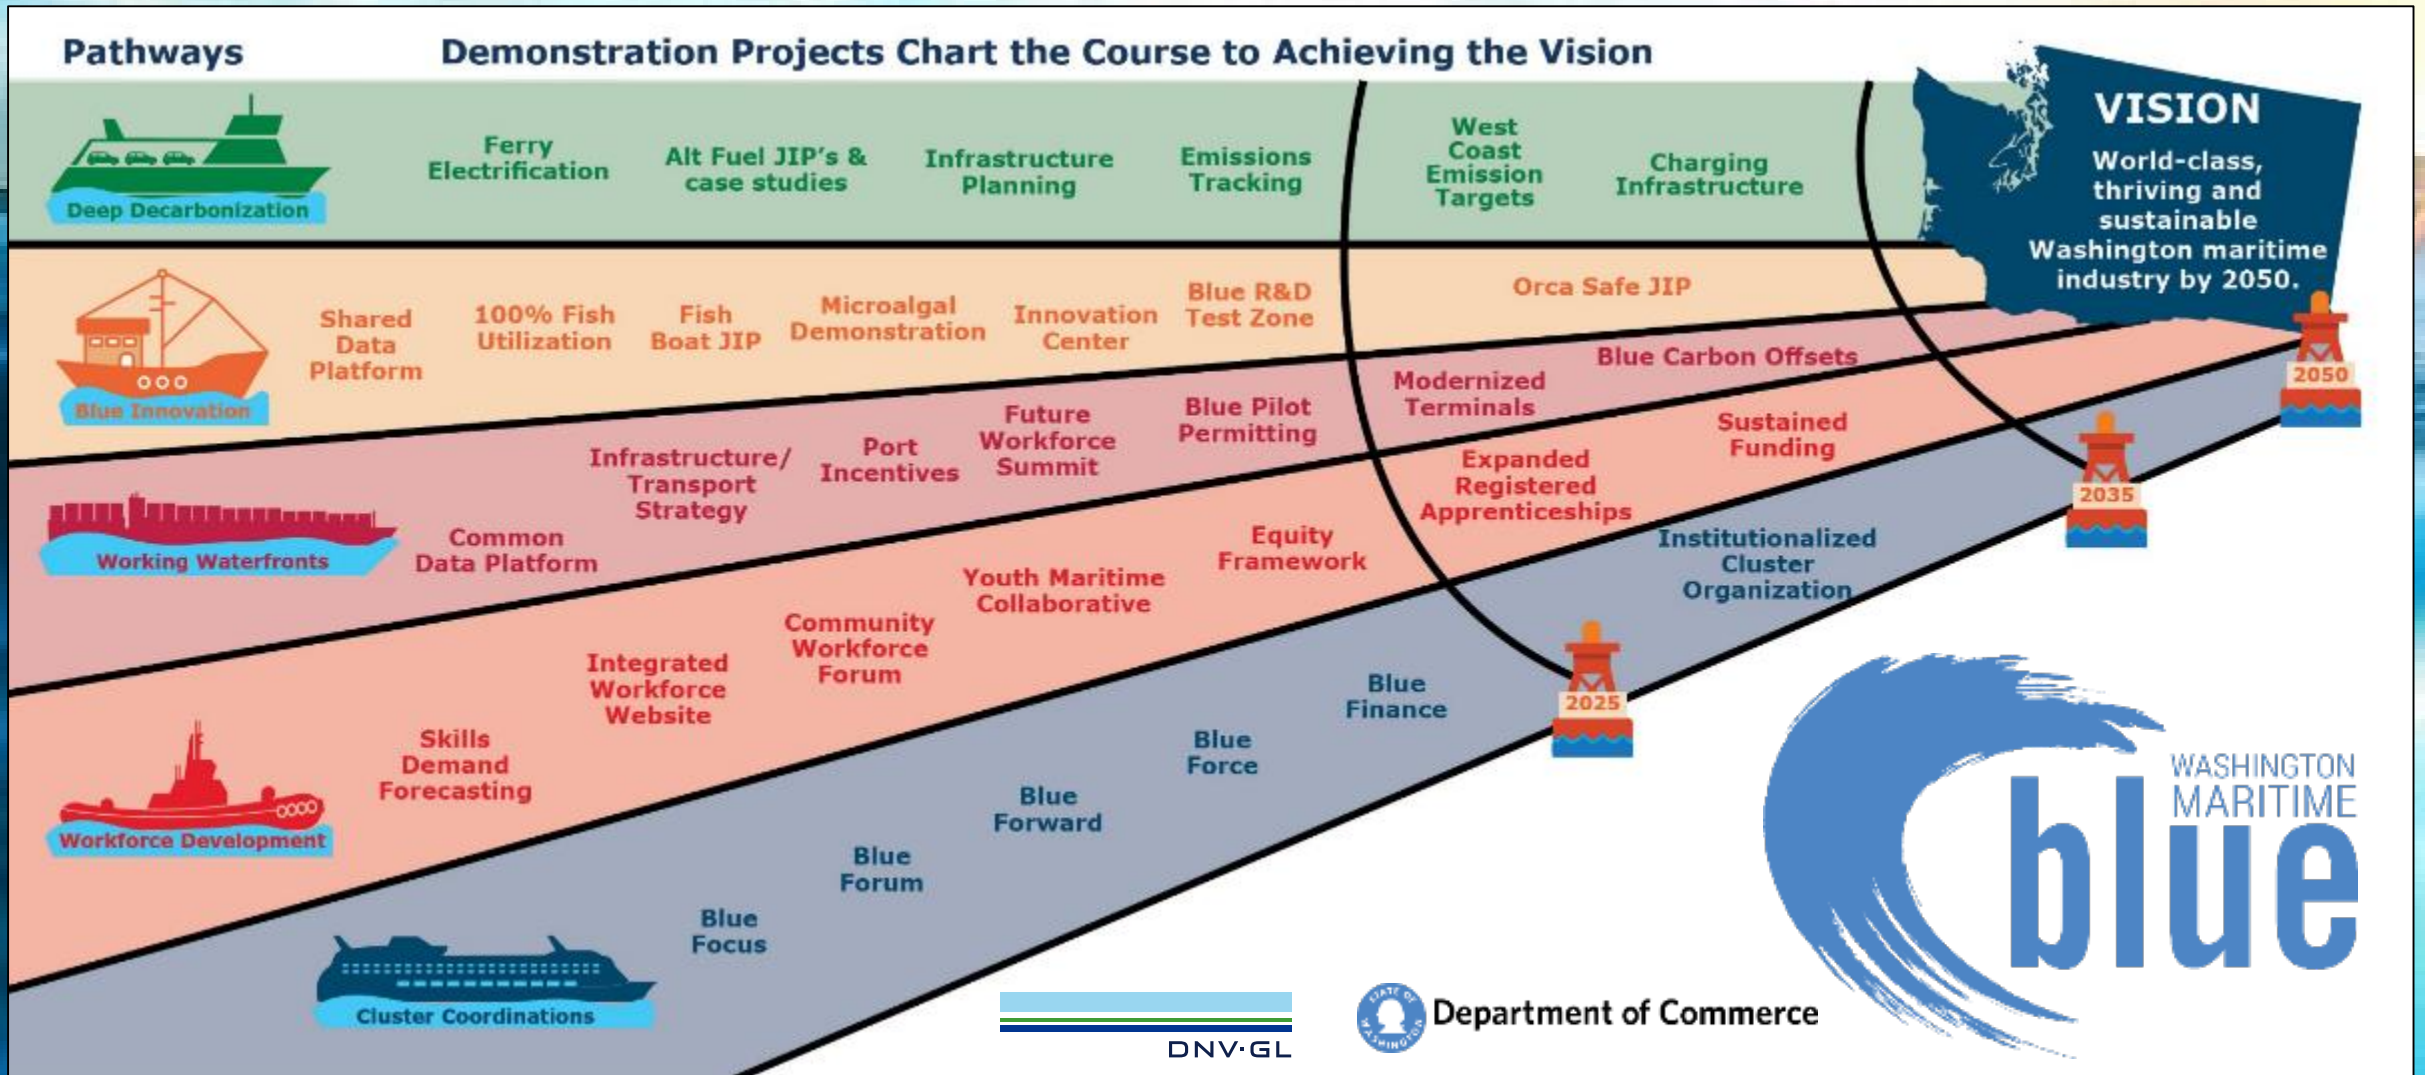 Pathways
Demonstration Projects Chart the Course to Achieving the Vision
Deep Decarbonization
Ferry
Electrification
Alt Fuel JIP's &
case studies
Infrastructure
Planning
Emissions
Tracking
West
Coast
Emission
Targets
Charging
Infrastructure
VISION
World-class,
thriving and
sustainable
Washington maritime
industry by 2050.
Blue Innovation
Shared
Data
Platform
100% Fish
Utilization
Fish
Boat JIP
Microalgal
Demonstration
Innovation
Center
Blue R&D
Test Zone
Orca Safe JIP
Working Waterfronts
Common
Data Platform
Infrastructure/
Transport
Strategy
Port
Incentives
Future
Workforce
Summit
Blue Pilot
Permitting
Modernized
Terminals
Blue Carbon Offsets
Workforce Development
Skills
Demand
Forecasting
Integrated
Workforce
Website
Community
Workforce
Forum
Youth Maritime
Collaborative
Equity
Framework
Expanded
Registered
Apprenticeships
Sustained
Funding
Cluster Coordinations
Blue
Focus
Blue
Forum
Blue
Forward
Blue
Force
Blue
Finance
Institutionalized
Cluster
Organization
2025
2035
2050
DNV·GL
STATE OF
WASHINGTON
Department of Commerce
WASHINGTON
MARITIME
blue